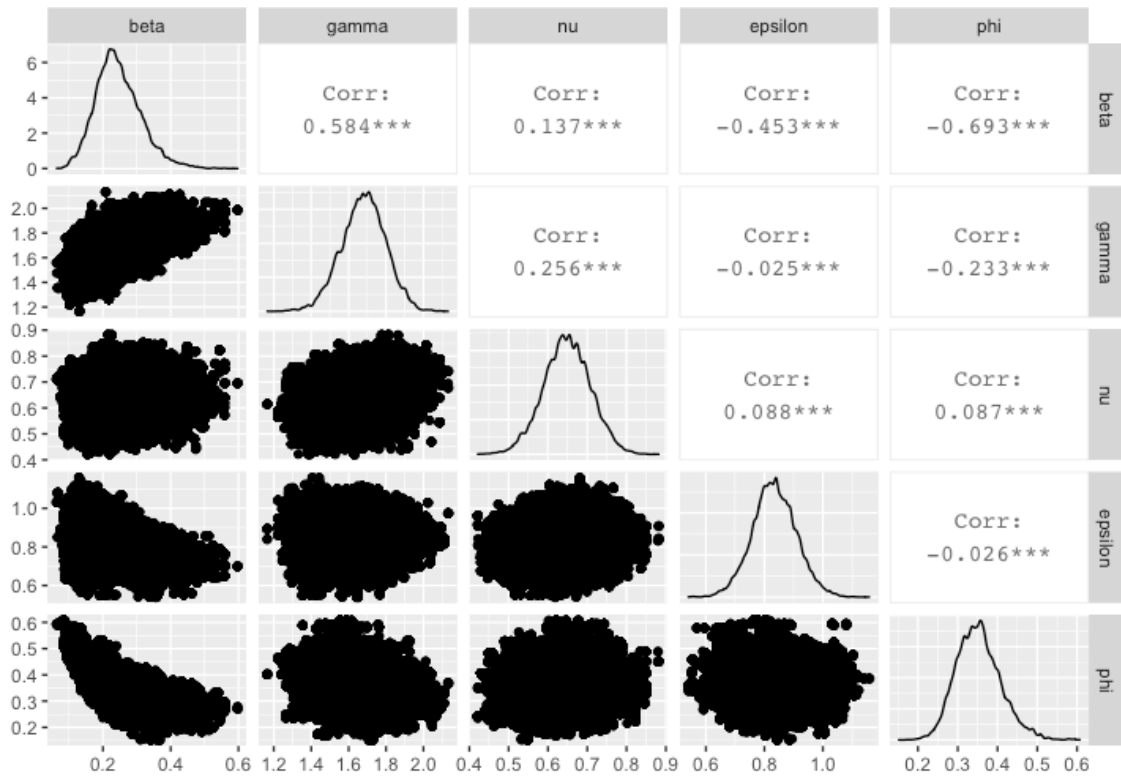 beta gamma nu epsilon phi
6
4
2
0
Corr:
0.584***
Corr:
0.137***
Corr:
-0.453***
Corr:
-0.693***
beta
2.0
1.8
1.6
1.4
1.2
Corr:
0.256***
Corr:
-0.025***
Corr:
-0.233***
gamma
0.9
0.8
0.7
0.6
0.5
0.4
Corr:
0.088***
Corr:
0.087***
nu
1.0
0.8
0.6
Corr:
-0.026***
epsilon
0.6
0.5
0.4
0.3
0.2
phi
0.2 0.4 0.6 1.2 1.4 1.6 1.8 2.0 0.4 0.5 0.6 0.7 0.8 0.9 0.6 0.8 1.0 0.2 0.3 0.4 0.5 0.6